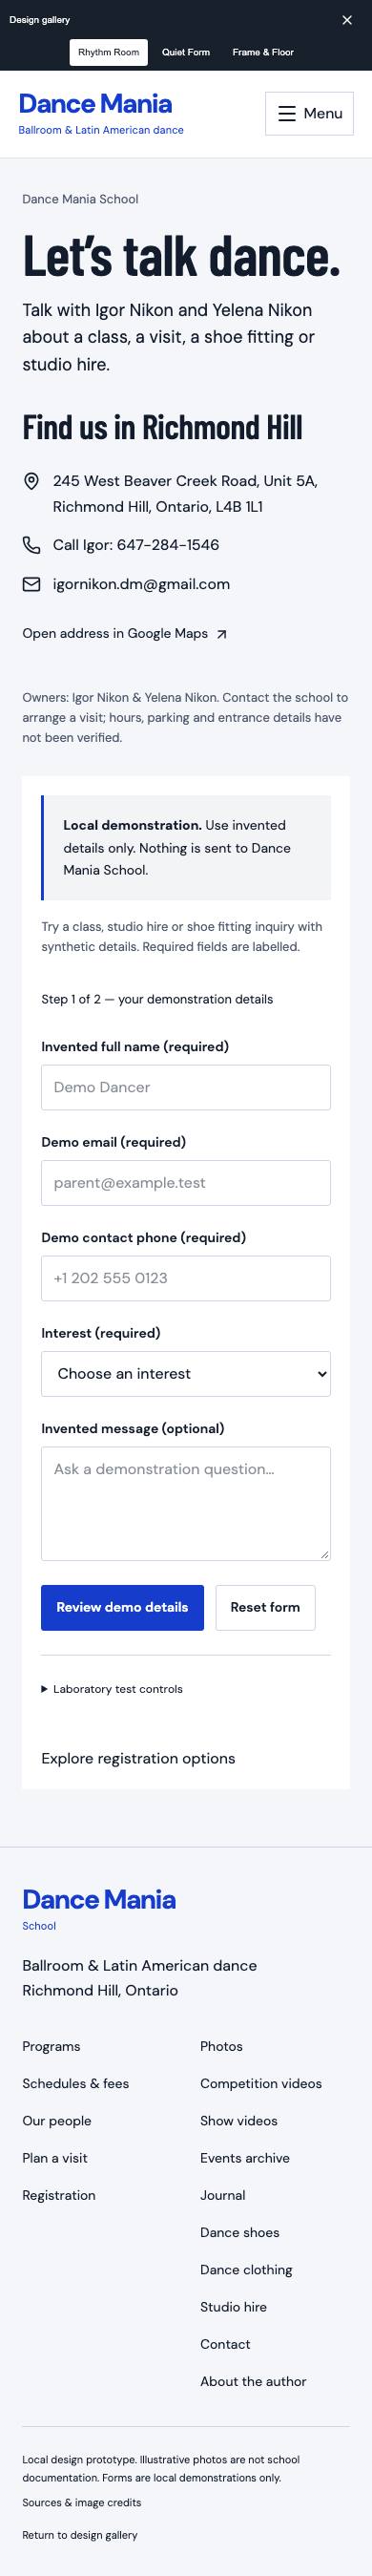 Design gallery
Rhythm Room Quiet Form Frame & Floor
Dance Mania
Ballroom & Latin American dance
Menu
Dance Mania School
Let’s talk dance.
Talk with Igor Nikon and Yelena Nikon
about a class, a visit, a shoe fitting or
studio hire.
Find us in Richmond Hill
245 West Beaver Creek Road, Unit 5A,
Richmond Hill, Ontario, L4B 1L1
Call Igor: 647-284-1546
igornikon.dm@gmail.com
Open address in Google Maps
Owners: Igor Nikon & Yelena Nikon. Contact the school to
arrange a visit; hours, parking and entrance details have
not been verified.
Local demonstration. Use invented
details only. Nothing is sent to Dance
Mania School.
Try a class, studio hire or shoe fitting inquiry with
synthetic details. Required fields are labelled.
Step 1 of 2 — your demonstration details
Invented full name (required)
Demo Dancer
Demo email (required)
parent@example.test
Demo contact phone (required)
+1 202 555 0123
Interest (required)
Choose an interest
Invented message (optional)
Ask a demonstration question...
Review demo details
Reset form
Laboratory test controls
Explore registration options
Dance Mania
School
Ballroom & Latin American dance
Richmond Hill, Ontario
Programs
Schedules & fees
Our people
Plan a visit
Registration
Photos
Competition videos
Show videos
Events archive
Journal
Dance shoes
Dance clothing
Studio hire
Contact
About the author
Local design prototype. Illustrative photos are not school
documentation. Forms are local demonstrations only.
Sources & image credits
Return to design gallery